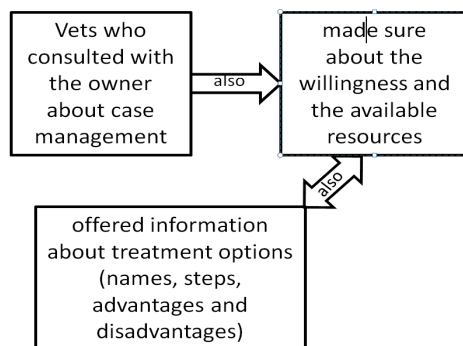 Vets who
consulted with
the owner
about case
management
also
made sure
about the
willingness and
the available
resources
also
offered information
about treatment options
(names, steps,
advantages and
disadvantages)